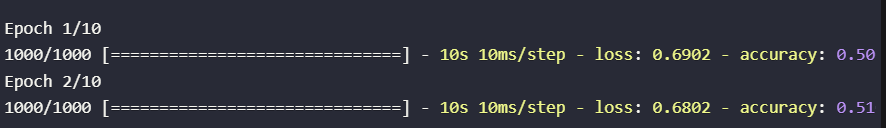 Epoch 1/10
1000/1000 [==============================] - 10s 10ms/step - loss: 0.6902 - accuracy: 0.50
Epoch 2/10
1000/1000 [==============================] - 10s 10ms/step - loss: 0.6802 - accuracy: 0.51